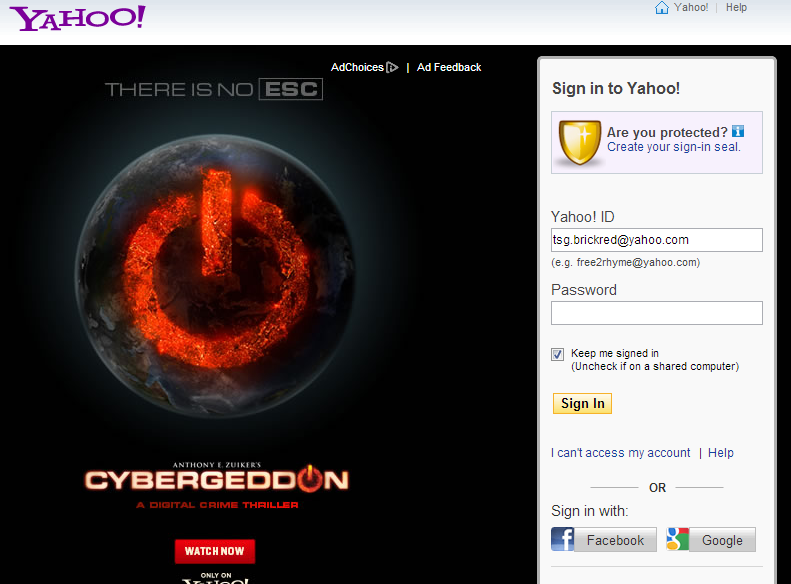 YAHOO!
Yahoo! | Help
AdChoices | Ad Feedback
THERE IS NO ESC
ANTHONY E. ZUIKER'S
CYBERGEDDON
A DIGITAL CRIME THRILLER
WATCH NOW
ONLY ON
YAHOO!
Sign in to Yahoo!
Are you protected?
Create your sign-in seal.
Yahoo! ID
tsg.brickred@yahoo.com
(e.g. free2rhyme@yahoo.com)
Password
Keep me signed in
(Uncheck if on a shared computer)
Sign In
I can't access my account | Help
OR
Sign in with:
Facebook
Google